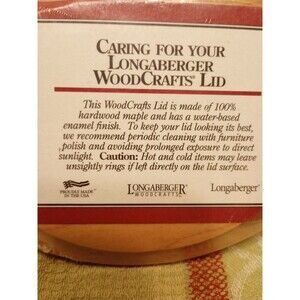 CARING FOR YOUR
LONGABERGER
WOODCRAFTS® LID
This WoodCrafts Lid is made of 100%
hardwood maple and has a water-based
enamel finish. To keep your lid looking its best,
we recommend periodic cleaning with furniture
polish and avoiding prolonged exposure to direct
sunlight. Caution: Hot and cold items may leave
unsightly rings if left directly on the lid surface.
PROUDLY MADE
IN THE USA
LONGABERGER
WOODCRAFTS
Longaberger